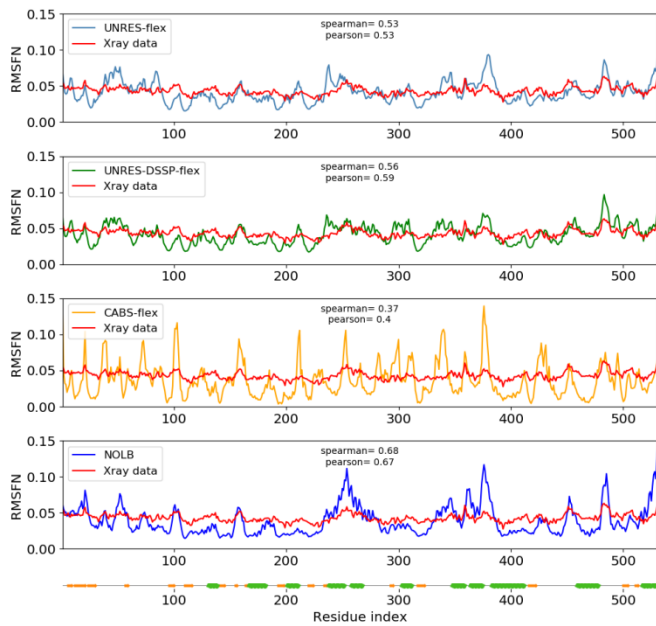 UNRES-flex
Xray data
spearman= 0.53
pearson= 0.53
RMSFN
0.15
0.10
0.05
0.00
100 200 300 400 500
UNRES-DSSP-flex
Xray data
spearman= 0.56
pearson= 0.59
RMSFN
0.15
0.10
0.05
0.00
100 200 300 400 500
CABS-flex
Xray data
spearman= 0.37
pearson= 0.4
RMSFN
0.15
0.10
0.05
0.00
100 200 300 400 500
NOLB
Xray data
spearman= 0.68
pearson= 0.67
RMSFN
0.15
0.10
0.05
0.00
100 200 300 400 500
Residue index